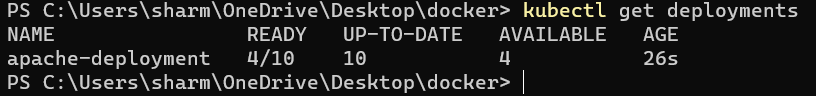 PS C:\Users\sharm\OneDrive\Desktop\docker> kubectl get deployments
NAME READY UP-TO-DATE AVAILABLE AGE
apache-deployment 4/10 10 4 26s
PS C:\Users\sharm\OneDrive\Desktop\docker>